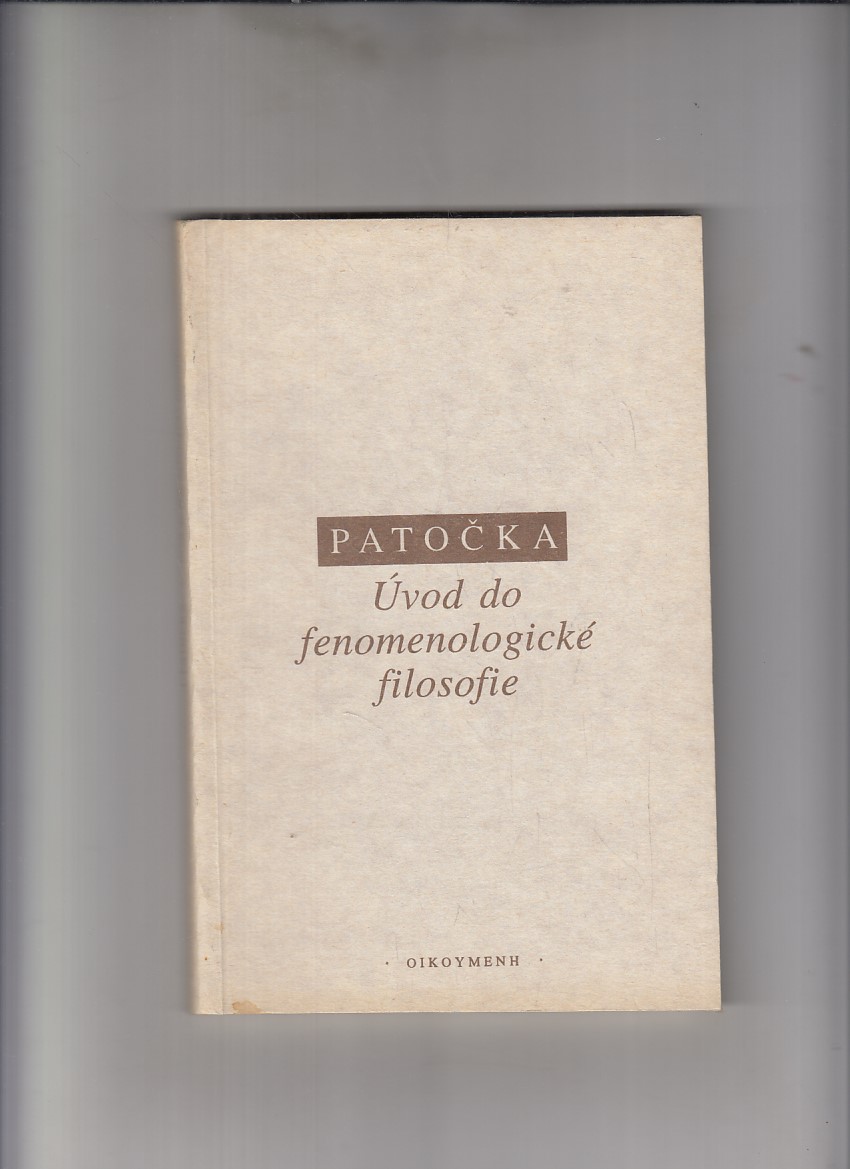 PATOČKA
Úvod do
fenomenologické
filosofie
· OIKOYMENH ·